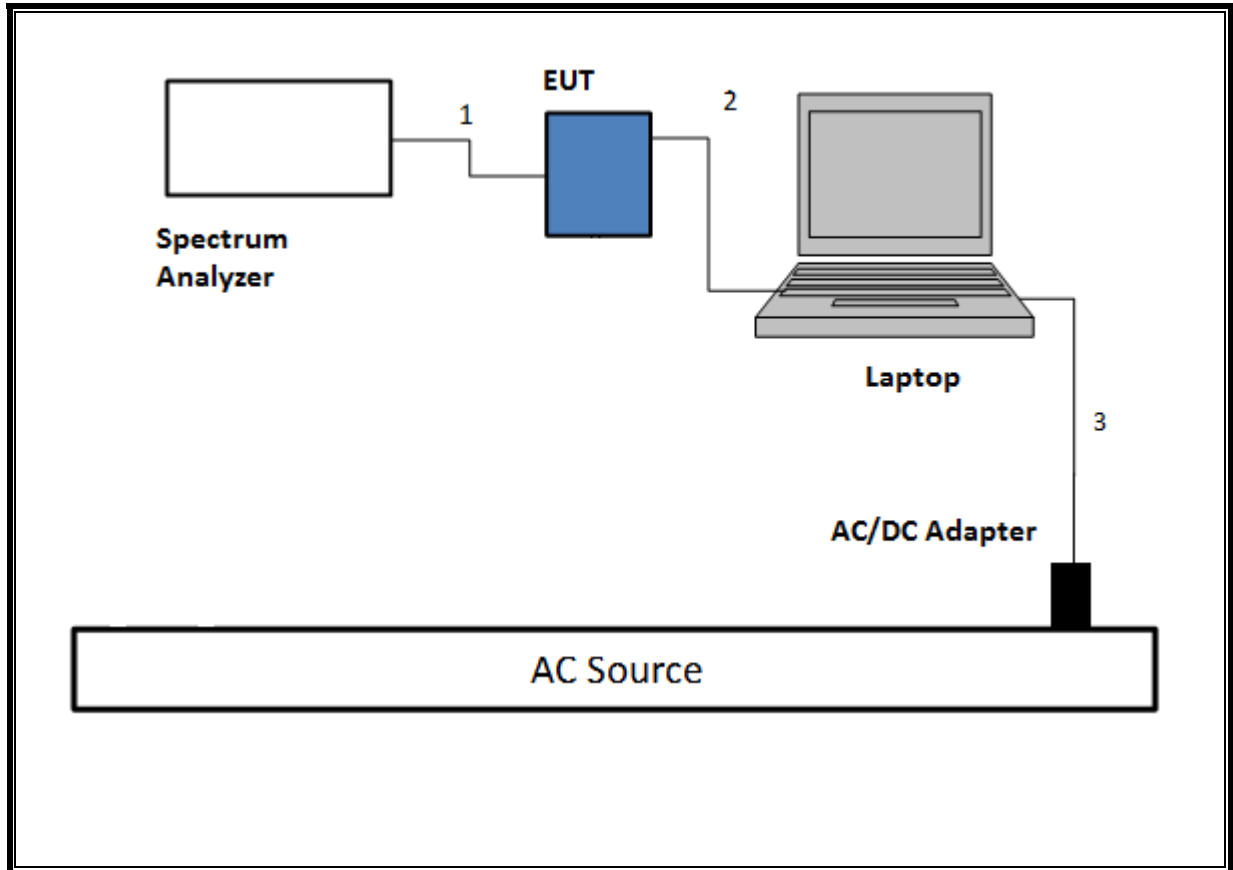 EUT
1
2
Spectrum
Analyzer
Laptop
3
AC/DC Adapter
AC Source